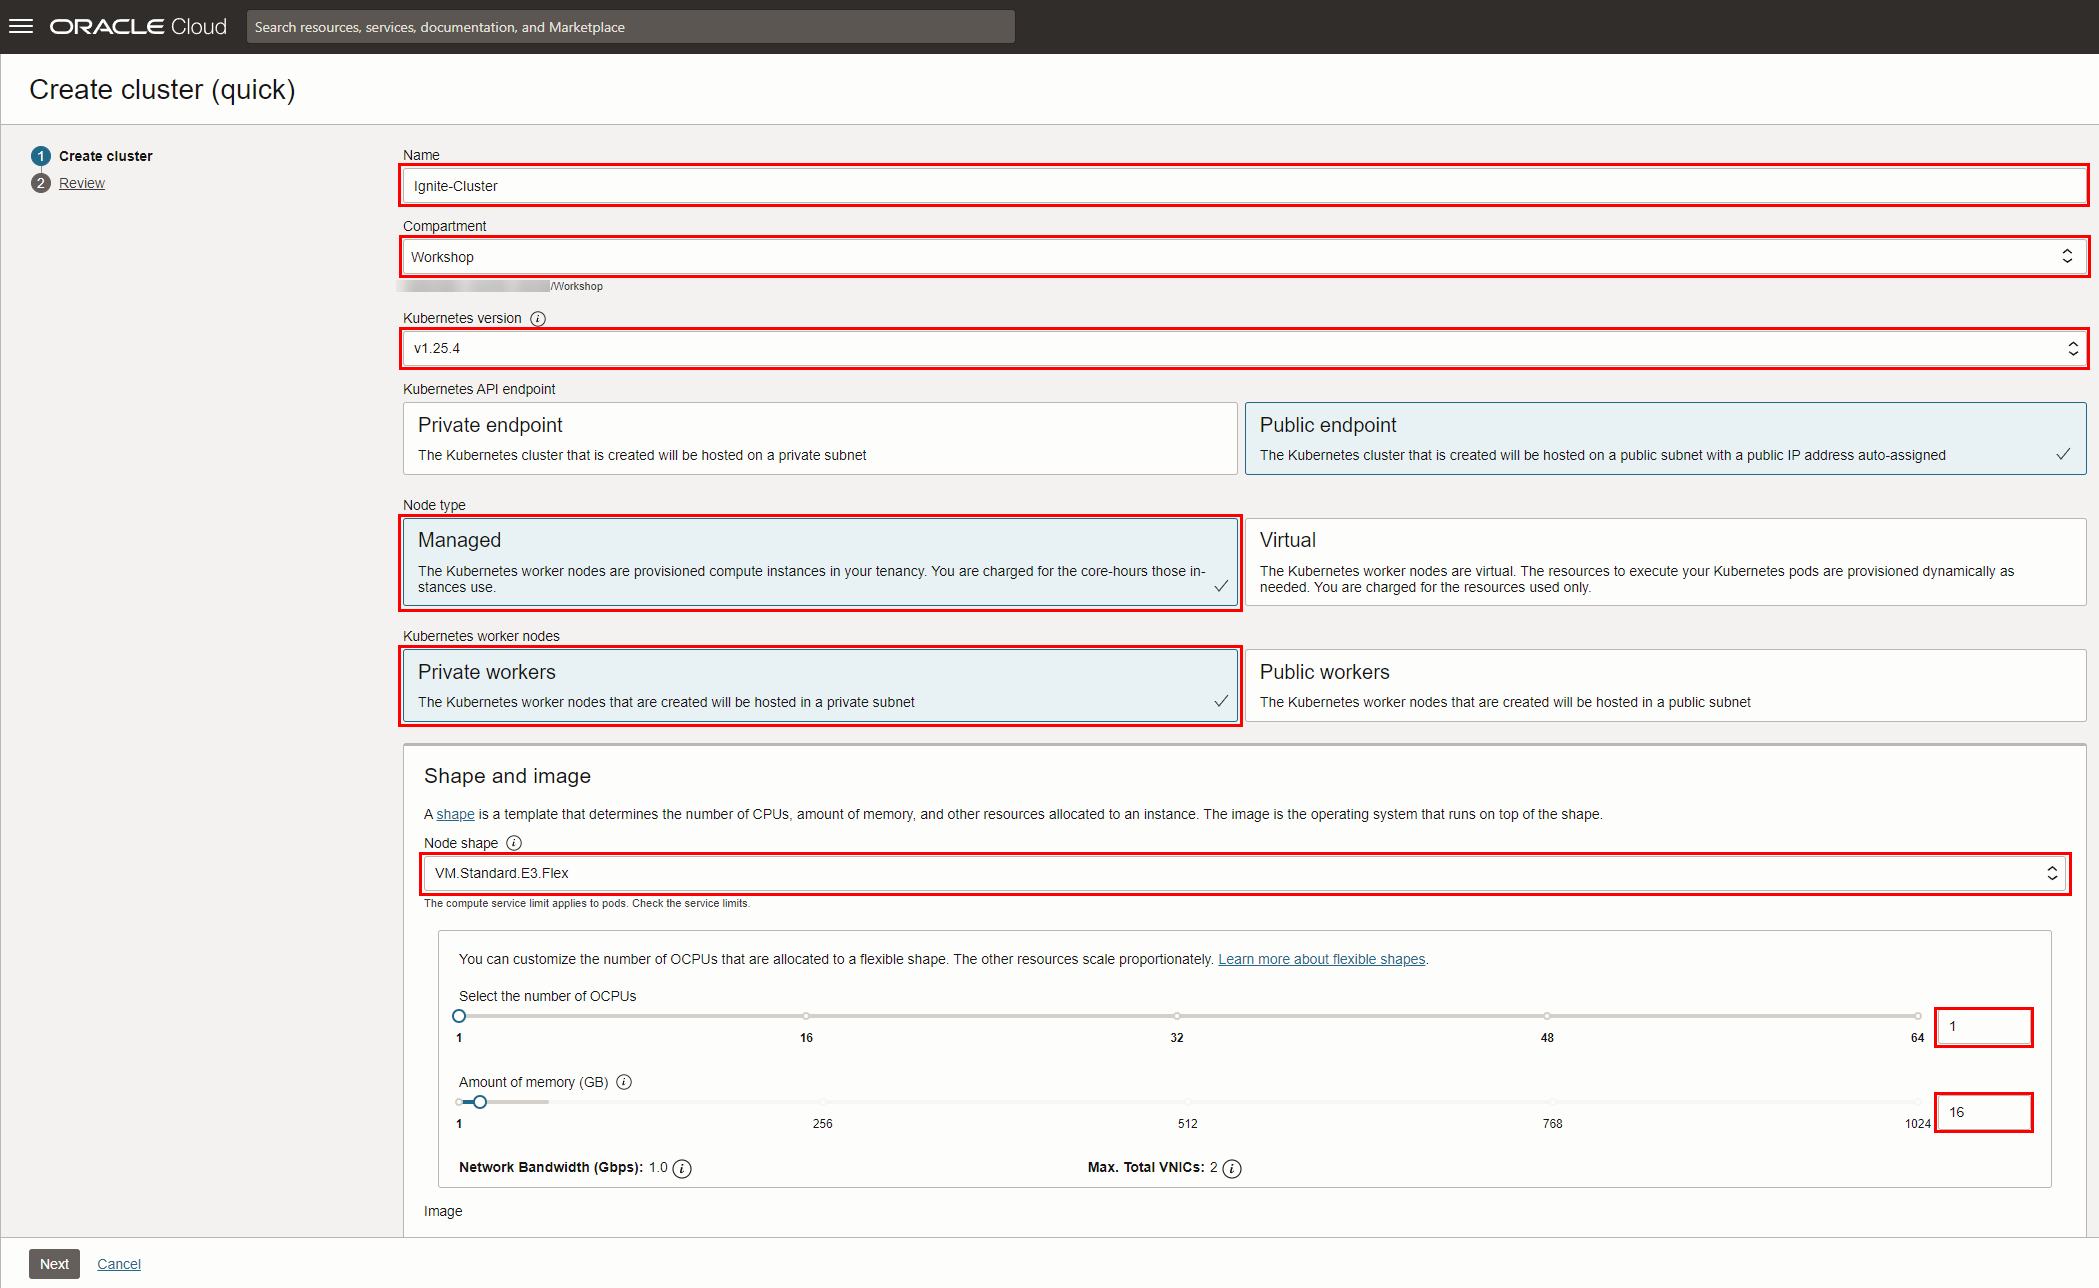 ORACLE Cloud
Search resources, services, documentation, and Marketplace
Create cluster (quick)
1 Create cluster
2 Review
Name
Ignite-Cluster
Compartment
Workshop
/Workshop
Kubernetes version
v1.25.4
Kubernetes API endpoint
Private endpoint
The Kubernetes cluster that is created will be hosted on a private subnet
Public endpoint
The Kubernetes cluster that is created will be hosted on a public subnet with a public IP address auto-assigned
Node type
Managed
The Kubernetes worker nodes are provisioned compute instances in your tenancy. You are charged for the core-hours those in-
stances use.
Virtual
The Kubernetes worker nodes are virtual. The resources to execute your Kubernetes pods are provisioned dynamically as
needed. You are charged for the resources used only.
Kubernetes worker nodes
Private workers
The Kubernetes worker nodes that are created will be hosted in a private subnet
Public workers
The Kubernetes worker nodes that are created will be hosted in a public subnet
Shape and image
A shape is a template that determines the number of CPUs, amount of memory, and other resources allocated to an instance. The image is the operating system that runs on top of the shape.
Node shape
VM.Standard.E3.Flex
The compute service limit applies to pods. Check the service limits.
You can customize the number of OCPUs that are allocated to a flexible shape. The other resources scale proportionately. Learn more about flexible shapes.
Select the number of OCPUs
1 16 32 48 64
1
Amount of memory (GB)
1 256 512 768 1024
16
Network Bandwidth (Gbps): 1.0
Max. Total VNICs: 2
Image
Next Cancel